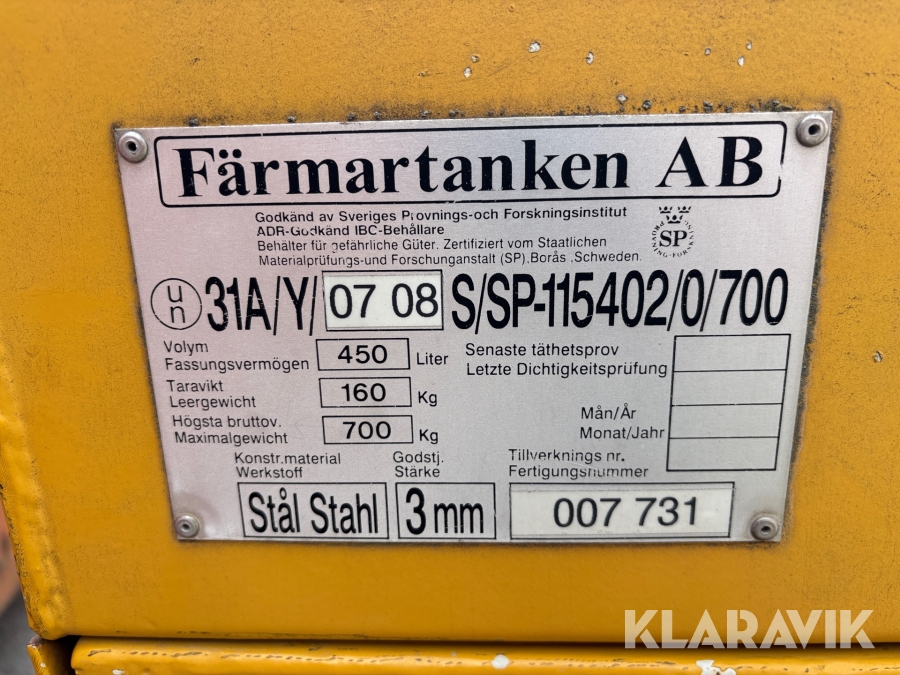 KLARAVIK
Färmartanken AB
Godkänd av Sveriges Provnings-och Forskningsinstitut
ADR-Godkänd IBC-Behållare
Behälter für gefährliche Güter. Zertifiziert vom Staatlichen
Materialprüfungs-und Forschunganstalt (SP).Borås,Schweden.
SP
un 31A/Y/ 07 08 S/SP-115402/0/700
Volym
Fassungsvermögen 450 Liter
Taravikt
Leergewicht 160 Kg
Högsta bruttov.
Maximalgewicht 700 Kg
Senaste täthetsprov
Letzte Dichtigkeitsprüfung
Mån/År
Monat/Jahr
Konstr.material
Werkstoff
Stål Stahl
Godstj.
Stärke
3 mm
Tillverknings nr.
Fertigungsnummer
007 731
KLARAVIK